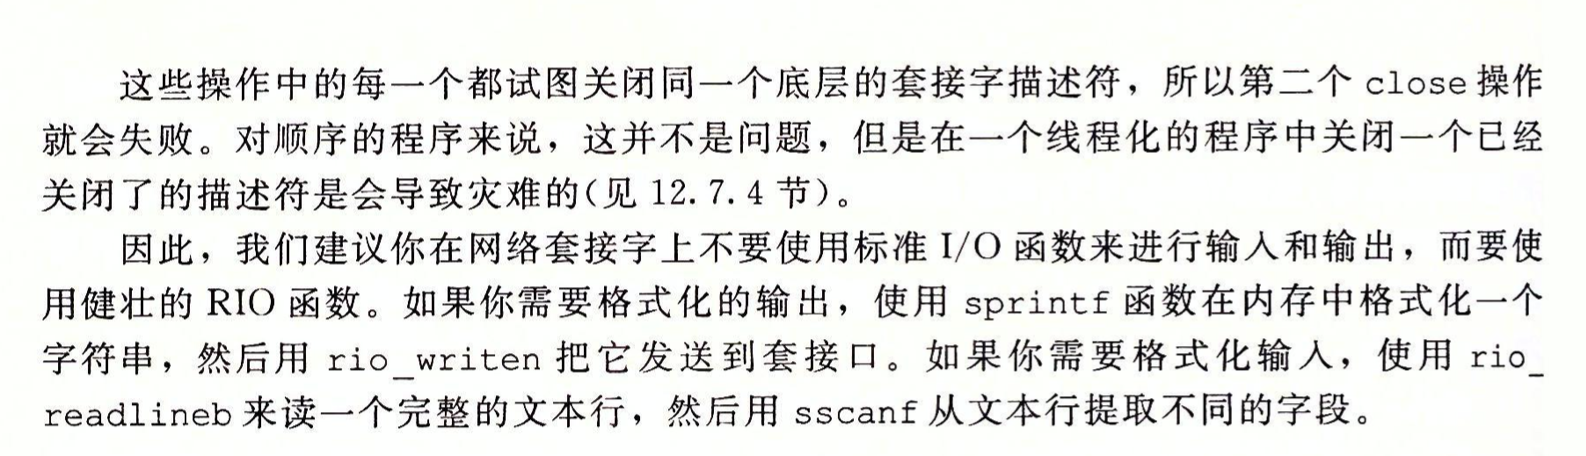 这些操作中的每一个都试图关闭同一个底层的套接字描述符，所以第二个 close 操作
就会失败。对顺序的程序来说，这并不是问题，但是在一个线程化的程序中关闭一个已经
关闭了的描述符是会导致灾难的(见 12.7.4 节)。
因此，我们建议你在网络套接字上不要使用标准 I/O 函数来进行输入和输出，而要使
用健壮的 RIO 函数。如果你需要格式化的输出，使用 sprintf 函数在内存中格式化一个
字符串，然后用 rio_writen 把它发送到套接口。如果你需要格式化输入，使用 rio_
readlineb 来读一个完整的文本行，然后用 sscanf 从文本行提取不同的字段。